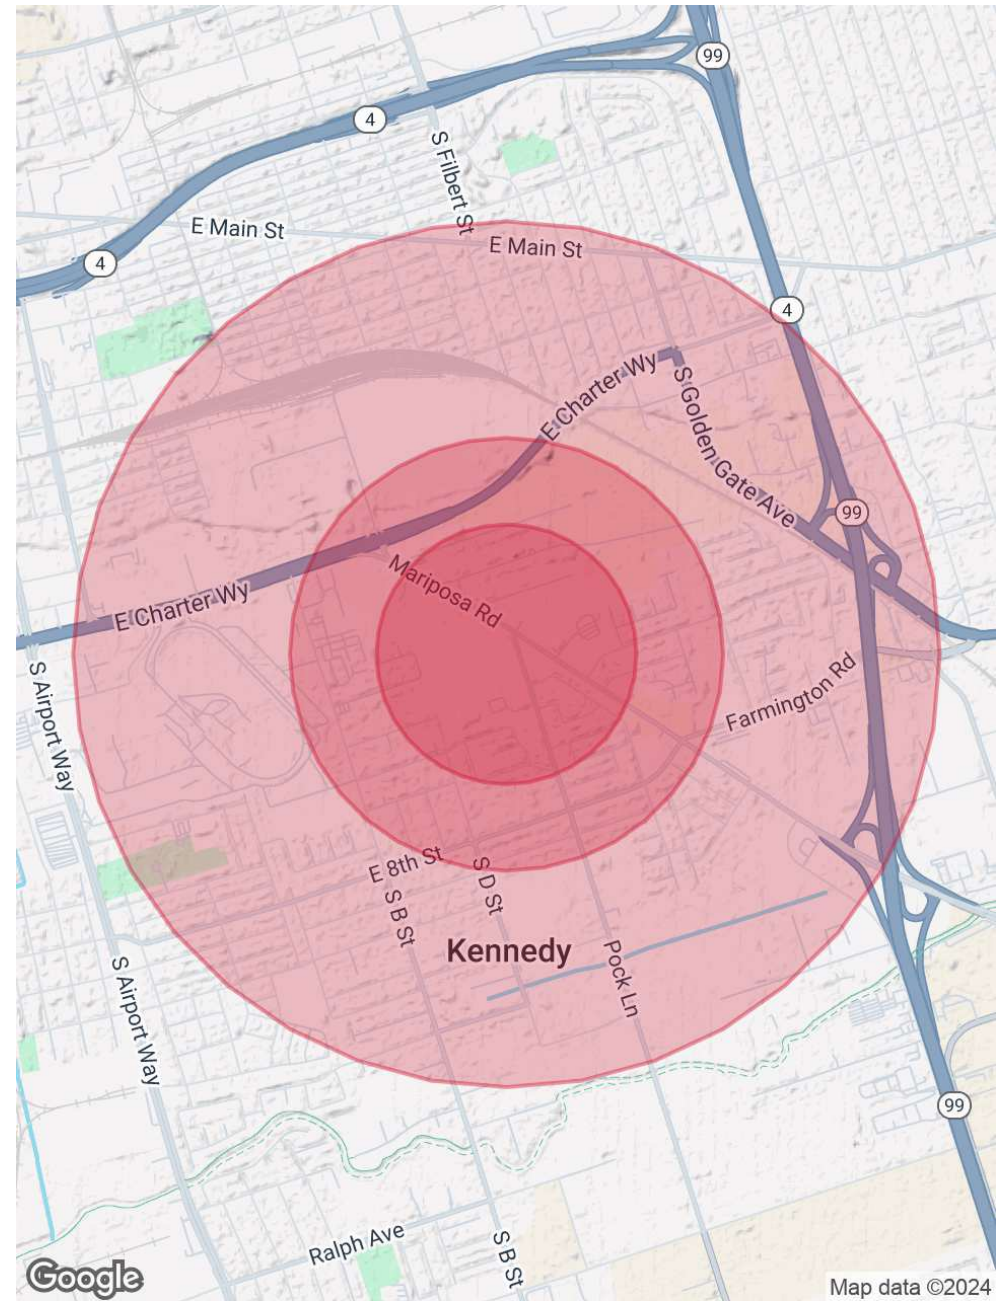 99
4
S Filbert St
E Main St
E Main St
4
4
E Charter Wy
S Golden Gate Ave
99
Mariposa Rd
E Charter Wy
S Airport Way
Farmington Rd
E 8th St
S D St
S B St
Kennedy
Pock Ln
S Airport Way
99
Ralph Ave
S B St
Google
Map data ©2024